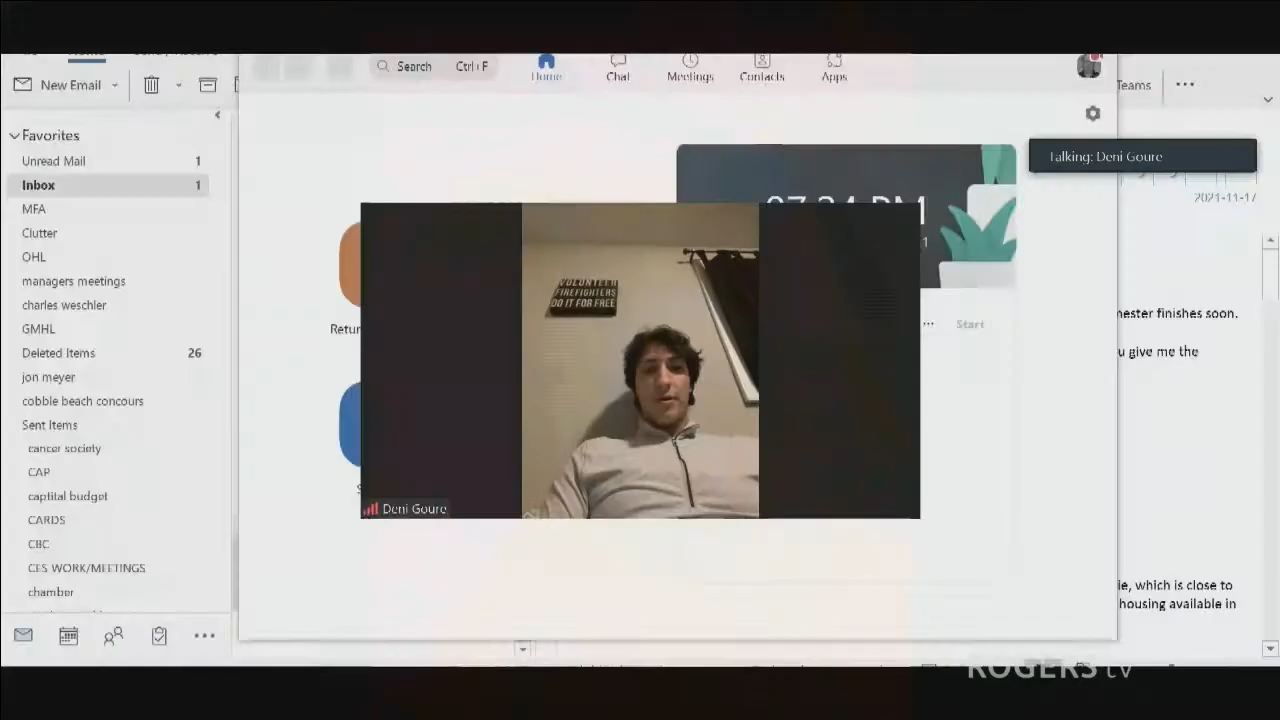 New Email
Search
Ctrl+F
Home
Chat
Meetings
Contacts
Apps
Teams
Favorites
Talking: Deni Goure
Unread Mail 1
Inbox 1
2021-11-17
MFA
07:34 PM
Clutter
OHL
managers meetings
VOLUNTEER
FIREFIGHTERS
DO IT FOR FREE
charles weschler
GMHL
Start
finishes soon.
Deleted Items 26
u give me the
jon meyer
cobble beach concours
Sent Items
cancer society
CAP
captital budget
Deni Goure
CARDS
CBC
CES WORK/MEETINGS
chamber
which is close to
housing available in
ROGERS tv